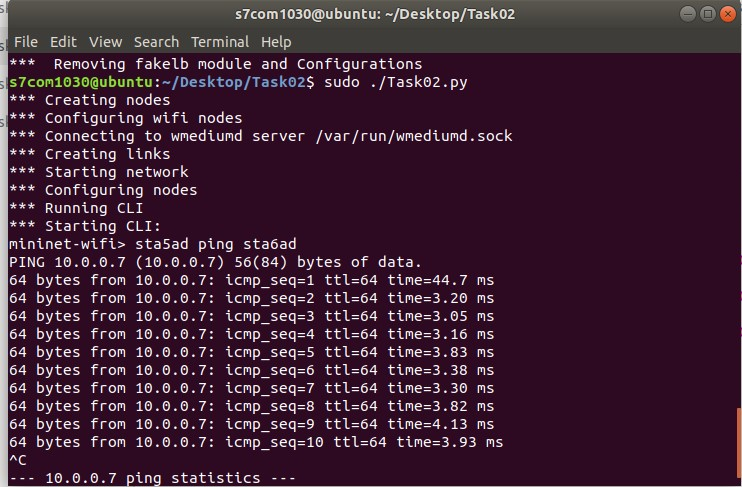 s7com1030@ubuntu: ~/Desktop/Task02
File Edit View Search Terminal Help
***  Removing fakelb module and Configurations
s7com1030@ubuntu:~/Desktop/Task02$ sudo ./Task02.py
*** Creating nodes
*** Configuring wifi nodes
*** Connecting to wmediumd server /var/run/wmediumd.sock
*** Creating links
*** Starting network
*** Configuring nodes
*** Running CLI
*** Starting CLI:
mininet-wifi> sta5ad ping sta6ad
PING 10.0.0.7 (10.0.0.7) 56(84) bytes of data.
64 bytes from 10.0.0.7: icmp_seq=1 ttl=64 time=44.7 ms
64 bytes from 10.0.0.7: icmp_seq=2 ttl=64 time=3.20 ms
64 bytes from 10.0.0.7: icmp_seq=3 ttl=64 time=3.05 ms
64 bytes from 10.0.0.7: icmp_seq=4 ttl=64 time=3.16 ms
64 bytes from 10.0.0.7: icmp_seq=5 ttl=64 time=3.83 ms
64 bytes from 10.0.0.7: icmp_seq=6 ttl=64 time=3.38 ms
64 bytes from 10.0.0.7: icmp_seq=7 ttl=64 time=3.30 ms
64 bytes from 10.0.0.7: icmp_seq=8 ttl=64 time=3.82 ms
64 bytes from 10.0.0.7: icmp_seq=9 ttl=64 time=4.13 ms
64 bytes from 10.0.0.7: icmp_seq=10 ttl=64 time=3.93 ms
^C
--- 10.0.0.7 ping statistics ---